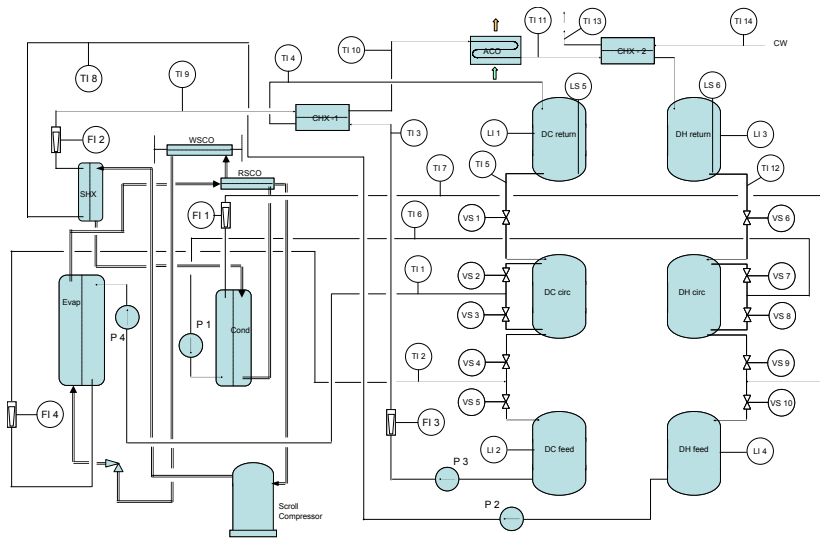 TI 11
TI 13
TI 14
TI 10
ACO
CHX - 2
CW
TI 4
TI 8
TI 9
LS 5
LS 6
CHX -1
FI 2
WSCO
TI 3
LI 1
DC return
DH return
LI 3
RSCO
TI 5
TI 7
TI 12
SHX
FI 1
TI 6
VS 1
VS 6
TI 1
VS 2
DC circ
DH circ
VS 7
Evap
P 4
P 1
Cond
VS 3
VS 8
TI 2
VS 4
VS 9
VS 5
VS 10
FI 4
FI 3
LI 2
DC feed
DH feed
LI 4
P 3
P 2
Scroll
Compressor